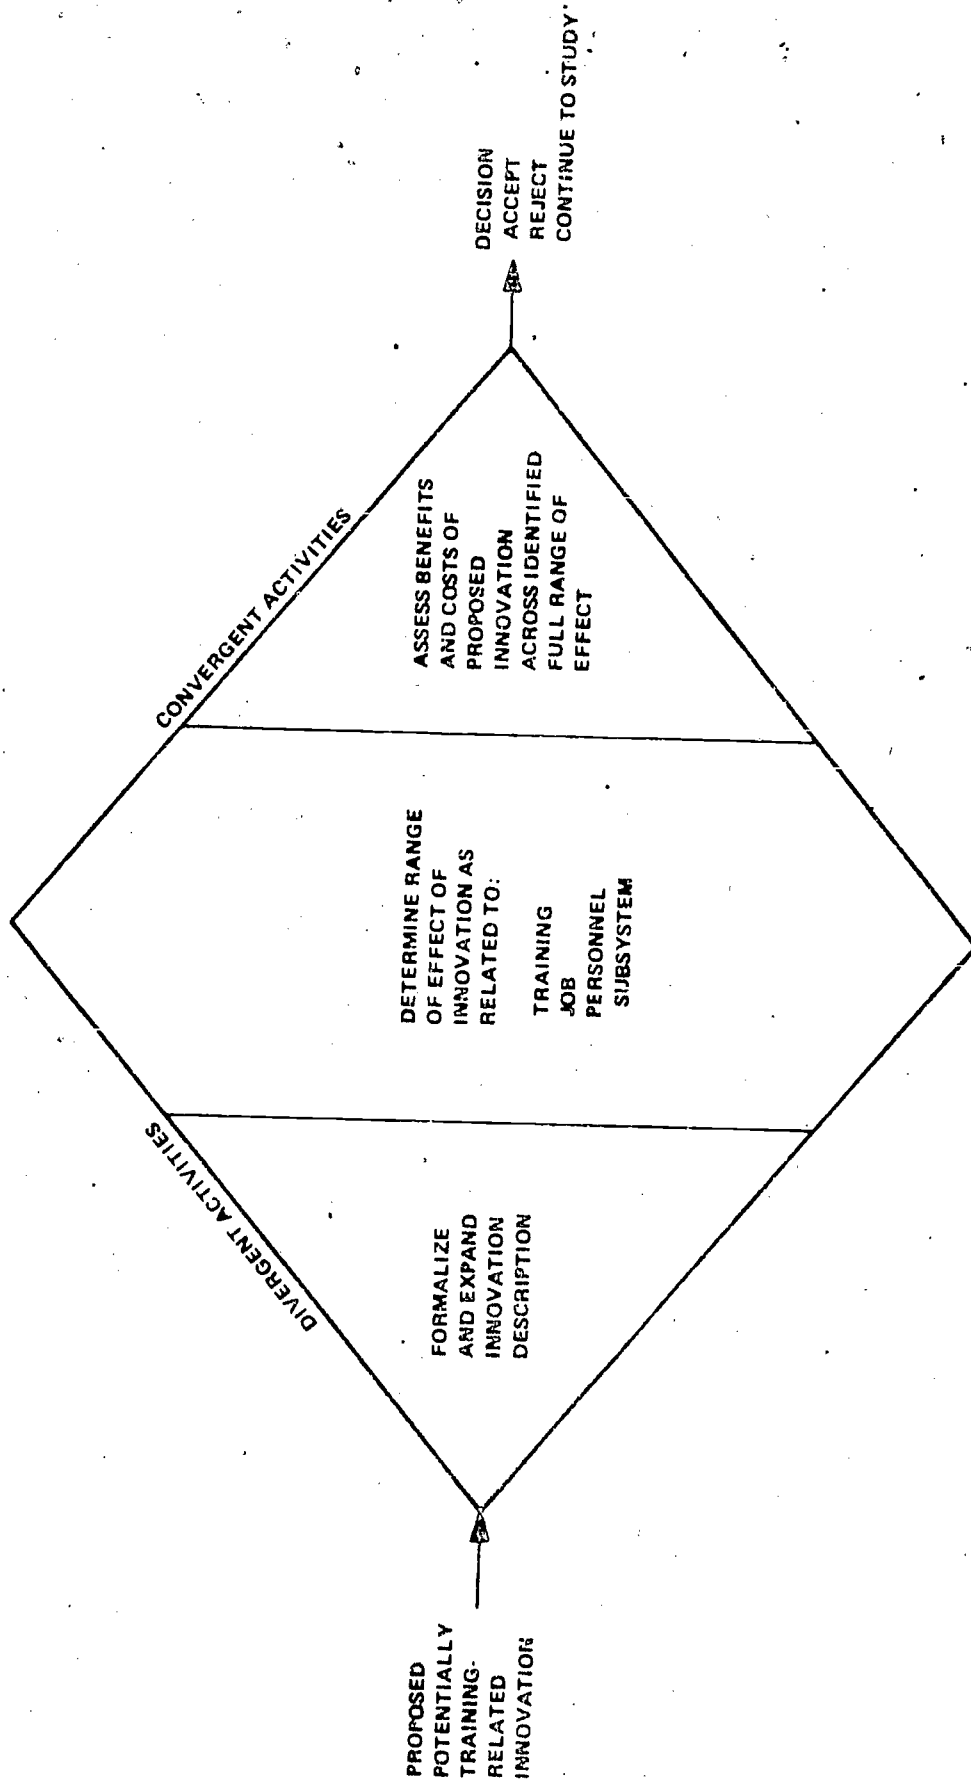 PROPOSED
POTENTIALLY
TRAINING-
RELATED
INNOVATION
DIVERGENT ACTIVITIES
FORMALIZE
AND EXPAND
INNOVATION
DESCRIPTION
DETERMINE RANGE
OF EFFECT OF
INNOVATION AS
RELATED TO:
TRAINING
JOB
PERSONNEL
SUBSYSTEM
CONVERGENT ACTIVITIES
ASSESS BENEFITS
AND COSTS OF
PROPOSED
INNOVATION
ACROSS IDENTIFIED
FULL RANGE OF
EFFECT
DECISION
ACCEPT
REJECT
CONTINUE TO STUDY